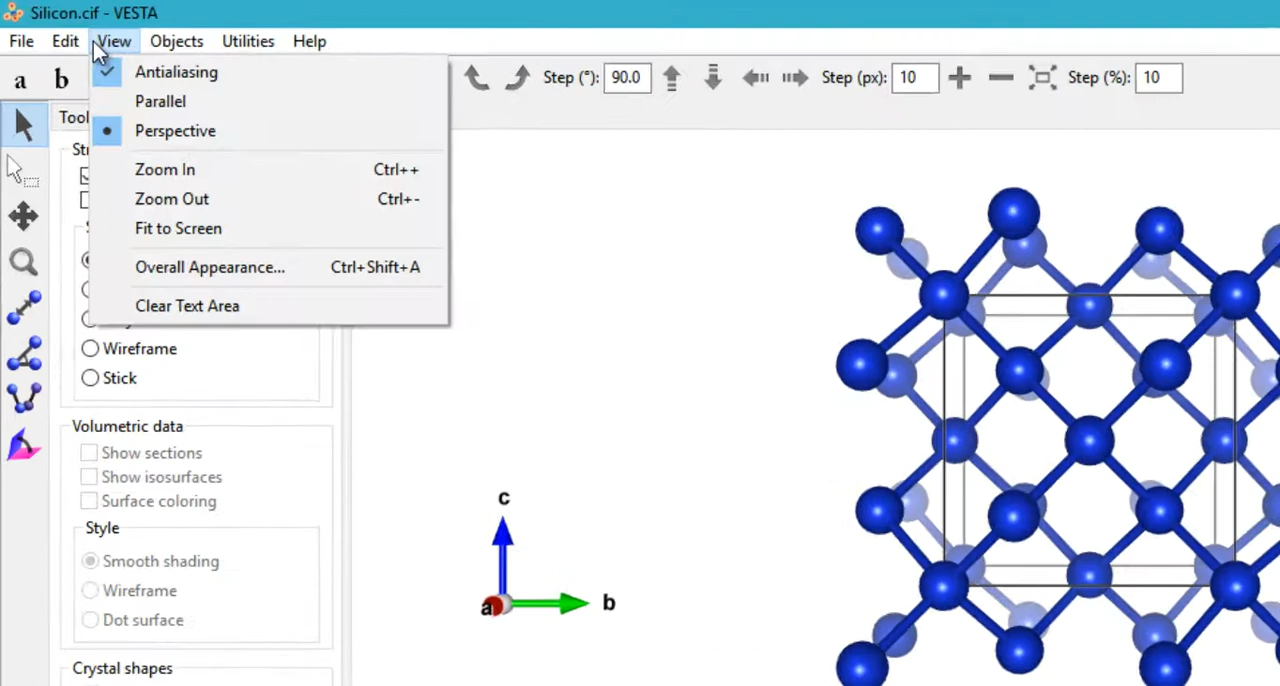 Silicon.cif - VESTA
File Edit View Objects Utilities Help
a b Step (°): 90.0 Step (px): 10 Step (%): 10
Antialiasing
Parallel
Perspective
Zoom In Ctrl++
Zoom Out Ctrl+-
Fit to Screen
Overall Appearance... Ctrl+Shift+A
Clear Text Area
Wireframe
Stick
Volumetric data
Show sections
Show isosurfaces
Surface coloring
Style
Smooth shading
Wireframe
Dot surface
Crystal shapes
c
a b